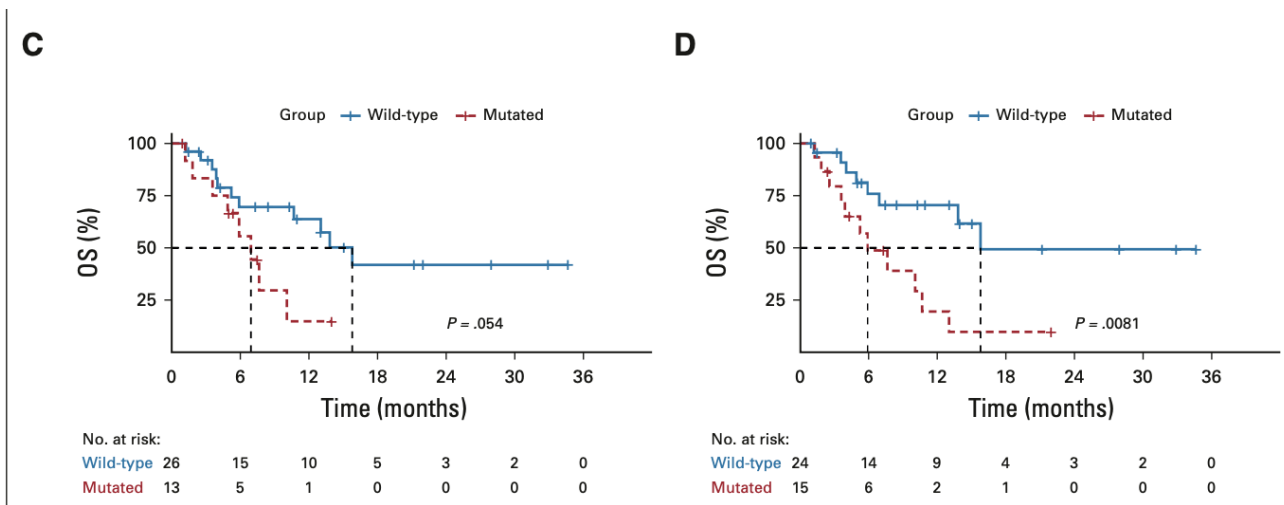 C
Group Wild-type Mutated
100
75
50
25
OS (%)
P = .054
0 6 12 18 24 30 36
Time (months)
No. at risk:
Wild-type 26 15 10 5 3 2 0
Mutated 13 5 1 0 0 0 0
D
Group Wild-type Mutated
100
75
50
25
OS (%)
P = .0081
0 6 12 18 24 30 36
Time (months)
No. at risk:
Wild-type 24 14 9 4 3 2 0
Mutated 15 6 2 1 0 0 0